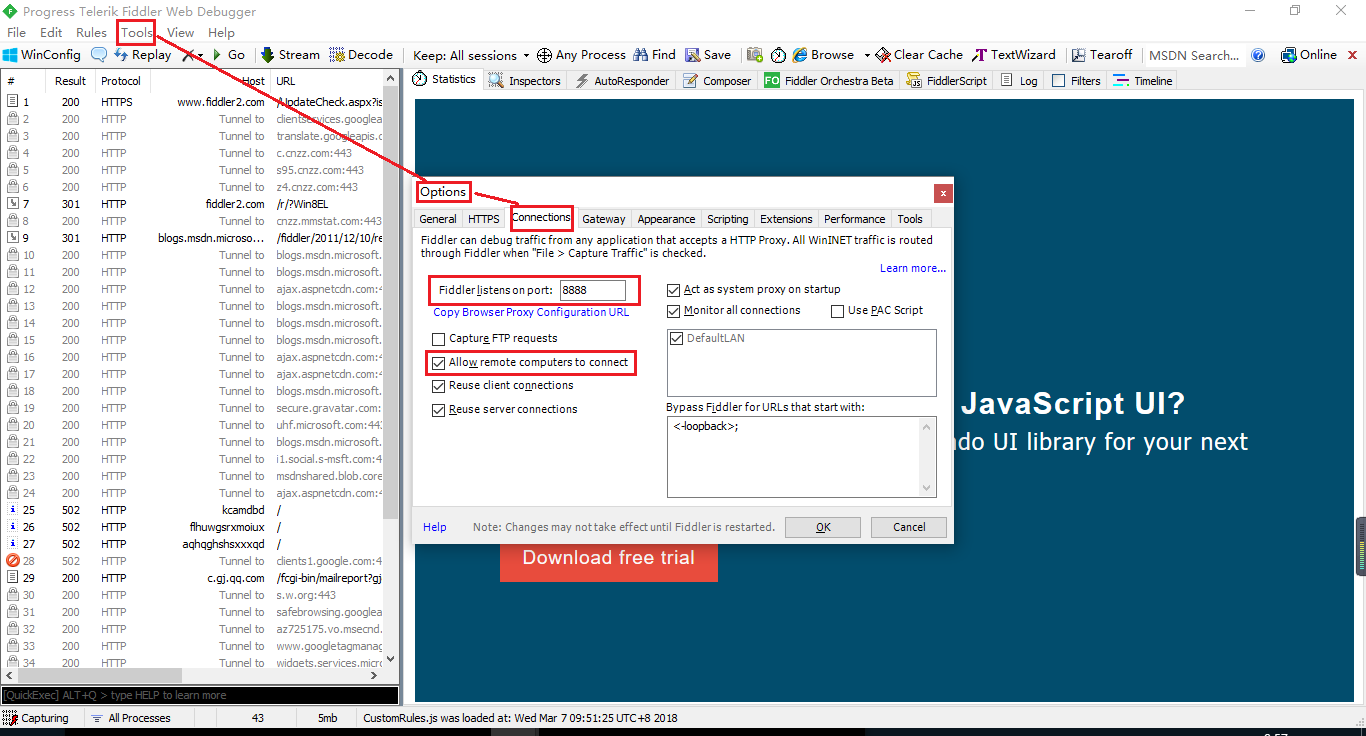 Progress Telerik Fiddler Web Debugger
File Edit Rules Tools View Help
WinConfig Replay Go Stream Decode Keep: All sessions Any Process Find Save Browse Clear Cache TextWizard Tearoff MSDN Search... Online
# Result Protocol Host URL
Statistics Inspectors AutoResponder Composer FO Fiddler Orchestra Beta FiddlerScript Log Filters Timeline
1 200 HTTPS www.fiddler2.com /UpdateCheck.aspx?is
2 200 HTTP Tunnel to clientservices.googlea
3 200 HTTP Tunnel to translate.googleapis.c
4 200 HTTP Tunnel to c.cnzz.com:443
5 200 HTTP Tunnel to s95.cnzz.com:443
6 200 HTTP Tunnel to z4.cnzz.com:443
7 301 HTTP fiddler2.com /r/?Win8EL
8 200 HTTP Tunnel to cnzz.mmstat.com:443
9 301 HTTP blogs.msdn.microso... /fiddler/2011/12/10/re
10 200 HTTP Tunnel to blogs.msdn.microsoft.
11 200 HTTP Tunnel to blogs.msdn.microsoft.
12 200 HTTP Tunnel to ajax.aspnetcdn.com:4
13 200 HTTP Tunnel to blogs.msdn.microsoft.
14 200 HTTP Tunnel to blogs.msdn.microsoft.
15 200 HTTP Tunnel to blogs.msdn.microsoft.
16 200 HTTP Tunnel to ajax.aspnetcdn.com:4
17 200 HTTP Tunnel to ajax.aspnetcdn.com:4
18 200 HTTP Tunnel to blogs.msdn.microsoft.
19 200 HTTP Tunnel to secure.gravatar.com:4
20 200 HTTP Tunnel to uhf.microsoft.com:443
21 200 HTTP Tunnel to blogs.msdn.microsoft.
22 200 HTTP Tunnel to i1.social.s-msft.com:4
23 200 HTTP Tunnel to msdnshared.blob.core
24 200 HTTP Tunnel to ajax.aspnetcdn.com:4
25 502 HTTP kcamdbd /
26 502 HTTP flhuwgsrxmoiux /
27 502 HTTP aqhqghshsxxxqd /
28 502 HTTP Tunnel to clients1.google.com:4
29 200 HTTP c.gj.qq.com /fcgi-bin/mailreport?gj
30 200 HTTP Tunnel to s.w.org:443
31 200 HTTP Tunnel to safebrowsing.googlea
32 200 HTTP Tunnel to az725175.vo.msecnd.
33 200 HTTP Tunnel to www.googletagmanag
34 200 HTTP Tunnel to widgets.services.micro
Options
General HTTPS Connections Gateway Appearance Scripting Extensions Performance Tools
Fiddler can debug traffic from any application that accepts a HTTP Proxy. All WinINET traffic is routed
through Fiddler when "File > Capture Traffic" is checked.
Learn more...
Fiddler listens on port: 8888
Copy Browser Proxy Configuration URL
Capture FTP requests
Allow remote computers to connect
Reuse client connections
Reuse server connections
Act as system proxy on startup
Monitor all connections Use PAC Script
DefaultLAN
Bypass Fiddler for URLs that start with:
<-loopback>;
Help Note: Changes may not take effect until Fiddler is restarted. OK Cancel
JavaScript UI?
ndo UI library for your next
Download free trial
[QuickExec] ALT+Q > type HELP to learn more
Capturing All Processes 43 5mb CustomRules.js was loaded at: Wed Mar 7 09:51:25 UTC+8 2018